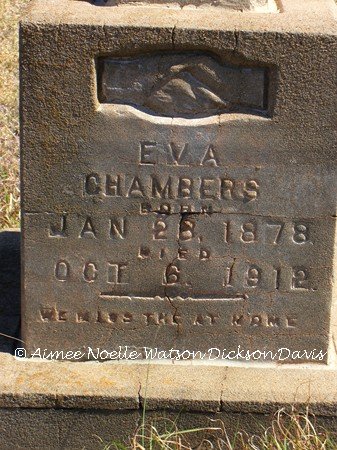 EVA
CHAMBERS
BORN
JAN 28, 1878.
DIED
OCT 6, 1912.
WE MISS THE AT HOME
© Aimee Noelle Watson Dickson Davis